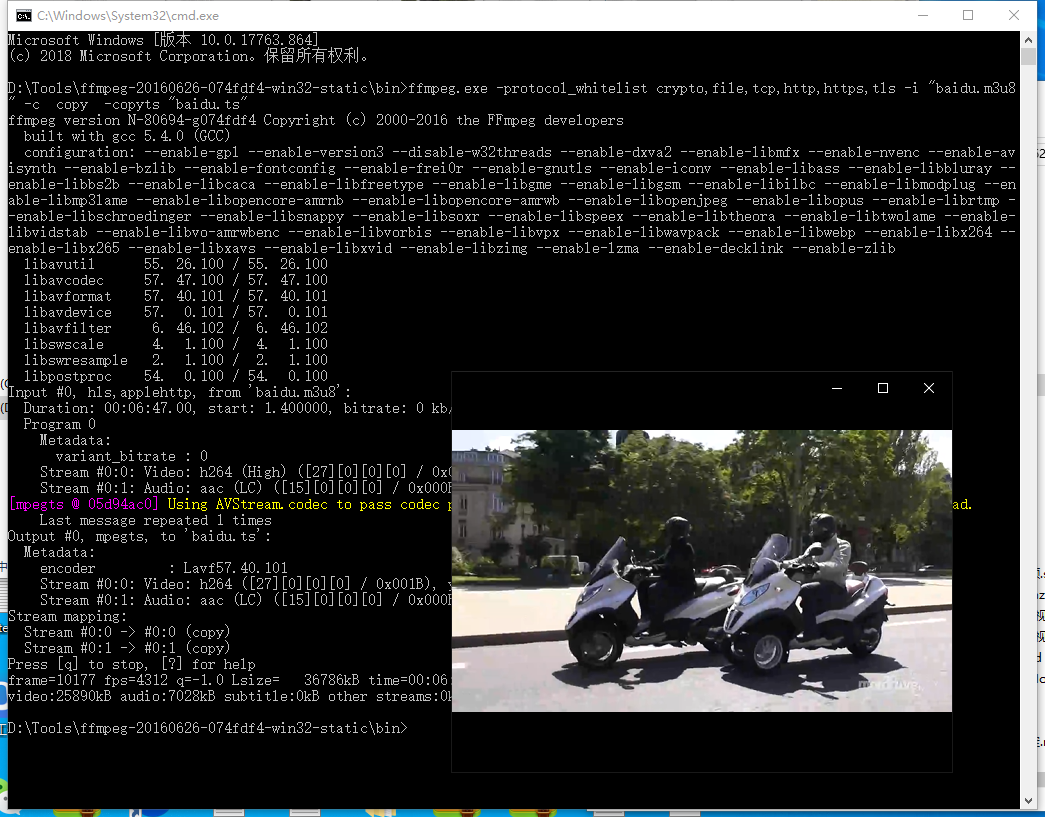 C:\Windows\System32\cmd.exe
Microsoft Windows [版本 10.0.17763.864]
(c) 2018 Microsoft Corporation。保留所有权利。
D:\Tools\ffmpeg-20160626-074fdf4-win32-static\bin>ffmpeg.exe -protocol_whitelist crypto,file,tcp,http,https,tls -i "baidu.m3u8
" -c  copy  -copyts "baidu.ts"
ffmpeg version N-80694-g074fdf4 Copyright (c) 2000-2016 the FFmpeg developers
built with gcc 5.4.0 (GCC)
configuration: --enable-gpl --enable-version3 --disable-w32threads --enable-dxva2 --enable-libmfx --enable-nvenc --enable-av
isynth --enable-bzlib --enable-fontconfig --enable-frei0r --enable-gnutls --enable-iconv --enable-libass --enable-libbluray --
enable-libbs2b --enable-libcaca --enable-libfreetype --enable-libgme --enable-libgsm --enable-libilbc --enable-libmodplug --en
able-libmp3lame --enable-libopencore-amrnb --enable-libopencore-amrwb --enable-libopenjpeg --enable-libopus --enable-librtmp -
-enable-libschroedinger --enable-libsnappy --enable-libsoxr --enable-libspeex --enable-libtheora --enable-libtwolame --enable-
libvidstab --enable-libvo-amrwbenc --enable-libvorbis --enable-libvpx --enable-libwavpack --enable-libwebp --enable-libx264 --
enable-libx265 --enable-libxavs --enable-libxvid --enable-libzimg --enable-lzma --enable-decklink --enable-zlib
libavutil      55. 26.100 / 55. 26.100
libavcodec     57. 47.100 / 57. 47.100
libavformat    57. 40.101 / 57. 40.101
libavdevice    57.  0.101 / 57.  0.101
libavfilter     6. 46.102 /  6. 46.102
libswscale      4.  1.100 /  4.  1.100
libswresample   2.  1.100 /  2.  1.100
libpostproc    54.  0.100 / 54.  0.100
Input #0, hls,applehttp, from 'baidu.m3u8':
Duration: 00:06:47.00, start: 1.400000, bitrate: 0 kb/
Program 0
Metadata:
variant_bitrate : 0
Stream #0:0: Video: h264 (High) ([27][0][0][0] / 0x0
Stream #0:1: Audio: aac (LC) ([15][0][0][0] / 0x000
[mpegts @ 05d94ac0] Using AVStream.codec to pass codec p ad.
Last message repeated 1 times
Output #0, mpegts, to 'baidu.ts':
Metadata:
encoder         : Lavf57.40.101
Stream #0:0: Video: h264 ([27][0][0][0] / 0x001B), y
Stream #0:1: Audio: aac (LC) ([15][0][0][0] / 0x000
Stream mapping:
Stream #0:0 -> #0:0 (copy)
Stream #0:1 -> #0:1 (copy)
Press [q] to stop, [?] for help
frame=10177 fps=4312 q=-1.0 Lsize=   36786kB time=00:06
video:25890kB audio:7028kB subtitle:0kB other streams:0k
D:\Tools\ffmpeg-20160626-074fdf4-win32-static\bin>